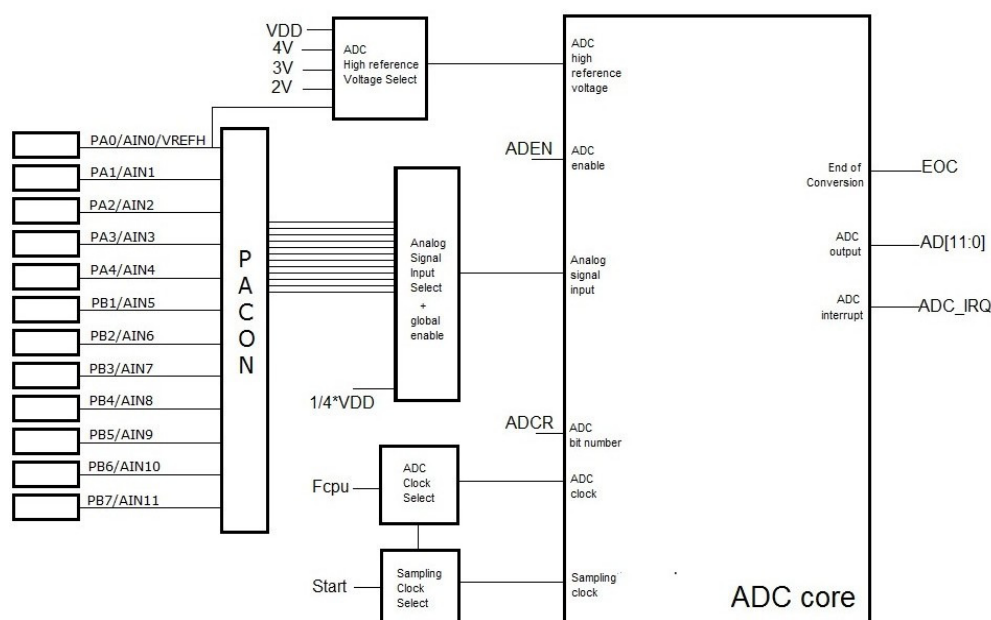 VDD
4V
3V
2V
ADC
High reference
Voltage Select
ADC
high
reference
voltage
PA0/AIN0/VREFH
PA1/AIN1
PA2/AIN2
PA3/AIN3
PA4/AIN4
PB1/AIN5
PB2/AIN6
PB3/AIN7
PB4/AIN8
PB5/AIN9
PB6/AIN10
PB7/AIN11
P
A
C
O
N
Analog
Signal
Input
Select
+
global
enable
1/4*VDD
ADEN
ADC
enable
Analog
signal
input
ADCR
ADC
bit number
Fcpu
ADC
Clock
Select
ADC
clock
Start
Sampling
Clock
Select
Sampling
clock
End of
Conversion
EOC
ADC
output
AD[11:0]
ADC
interrupt
ADC_IRQ
ADC core